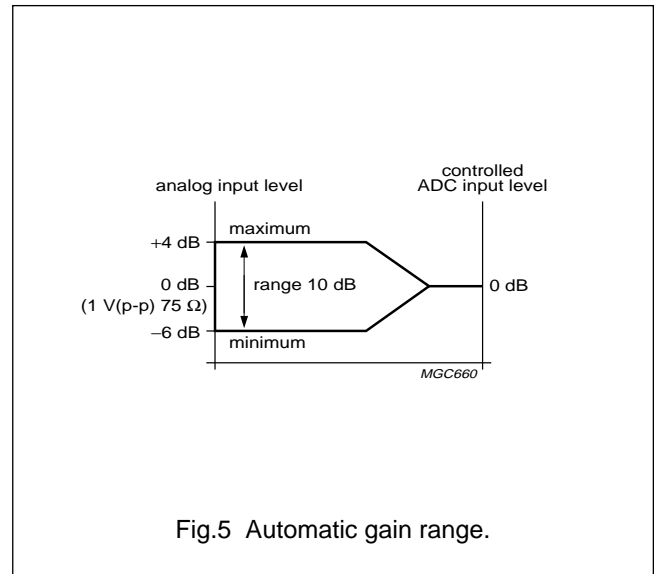 analog input level
controlled
ADC input level
+4 dB
maximum
0 dB
range 10 dB
0 dB
(1 V(p-p) 75 Ω)
−6 dB
minimum
MGC660
Fig.5 Automatic gain range.